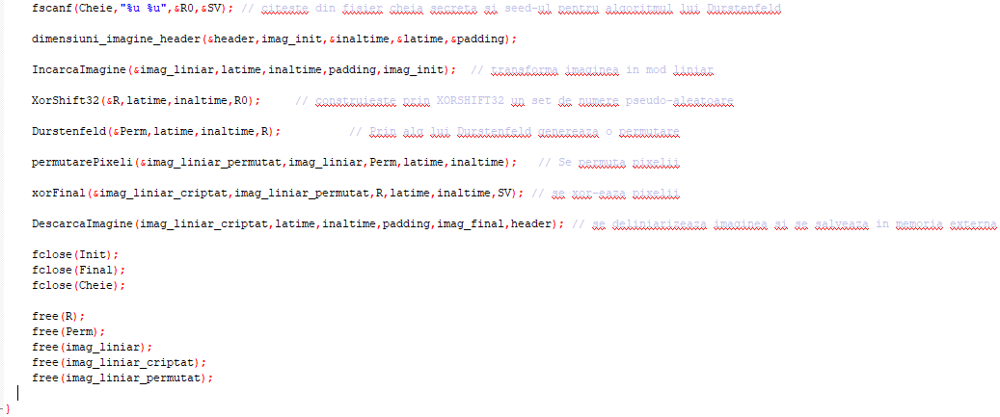 fscanf(Cheie,"%u %u",&R0,&SV); // citeste din fisier cheia secreta si seed-ul pentru algoritmul lui Durstenfeld
dimensiuni_imagine_header(&header,imag_init,&inaltime,&latime,&padding);
IncarcaImagine(&imag_liniar,latime,inaltime,padding,imag_init); // transforma imaginea in mod liniar
XorShift32(&R,latime,inaltime,R0); // construieste prin XORSHIFT32 un set de numere pseudo-aleatoare
Durstenfeld(&Perm,latime,inaltime,R); // Prin alg lui Durstenfeld genereaza o permutare
permutarePixeli(&imag_liniar_permutat,imag_liniar,Perm,latime,inaltime); // Se permuta pixelii
xorFinal(&imag_liniar_criptat,imag_liniar_permutat,R,latime,inaltime,SV); // se xor-eaza pixelii
DescarcaImagine(imag_liniar_criptat,latime,inaltime,padding,imag_final,header); // se deliniarizeaza imaginea si se salveaza in memoria externa
fclose(Init);
fclose(Final);
fclose(Cheie);
free(R);
free(Perm);
free(imag_liniar);
free(imag_liniar_criptat);
free(imag_liniar_permutat);
}